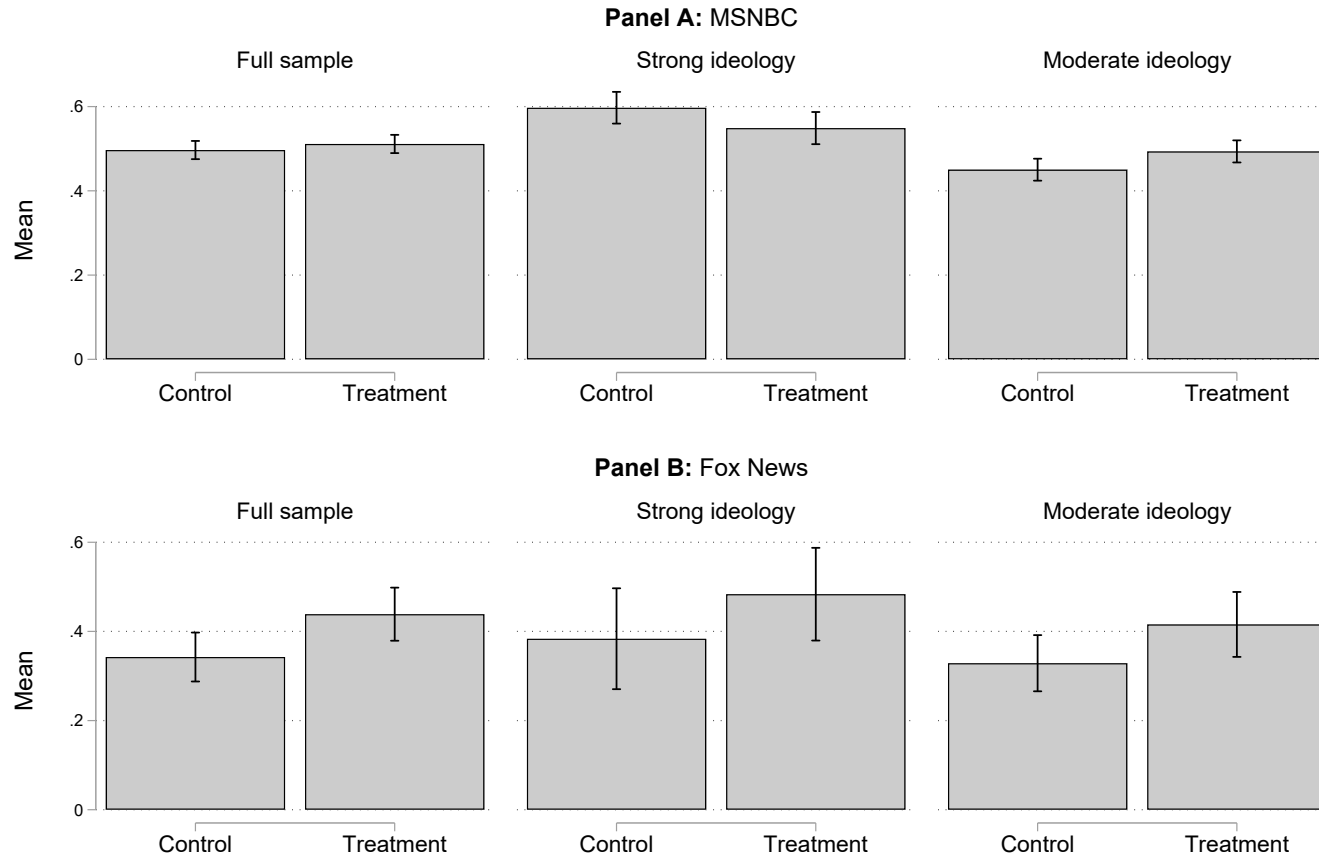 Panel A: MSNBC
Full sample Strong ideology Moderate ideology
.6
.4
.2
0
Mean
Control Treatment Control Treatment Control Treatment
Panel B: Fox News
Full sample Strong ideology Moderate ideology
.6
.4
.2
0
Mean
Control Treatment Control Treatment Control Treatment